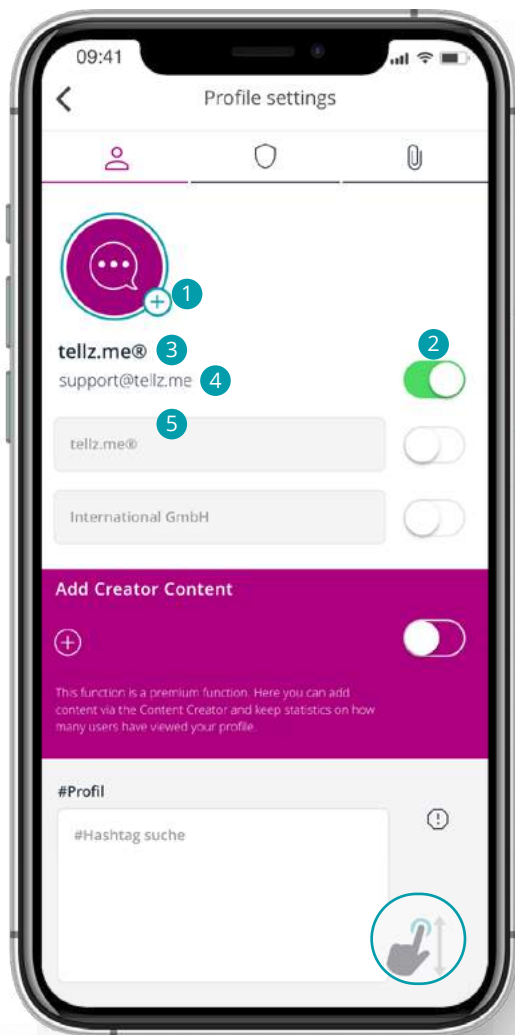 09:41
Profile settings
1
tellz.me® 3
2
support@tellz.me 4
5
tellz.me®
International GmbH
Add Creator Content
This function is a premium function. Here you can add
content via the Content Creator and keep statistics on how
many users have viewed your profile.
#Profil
#Hashtag suche